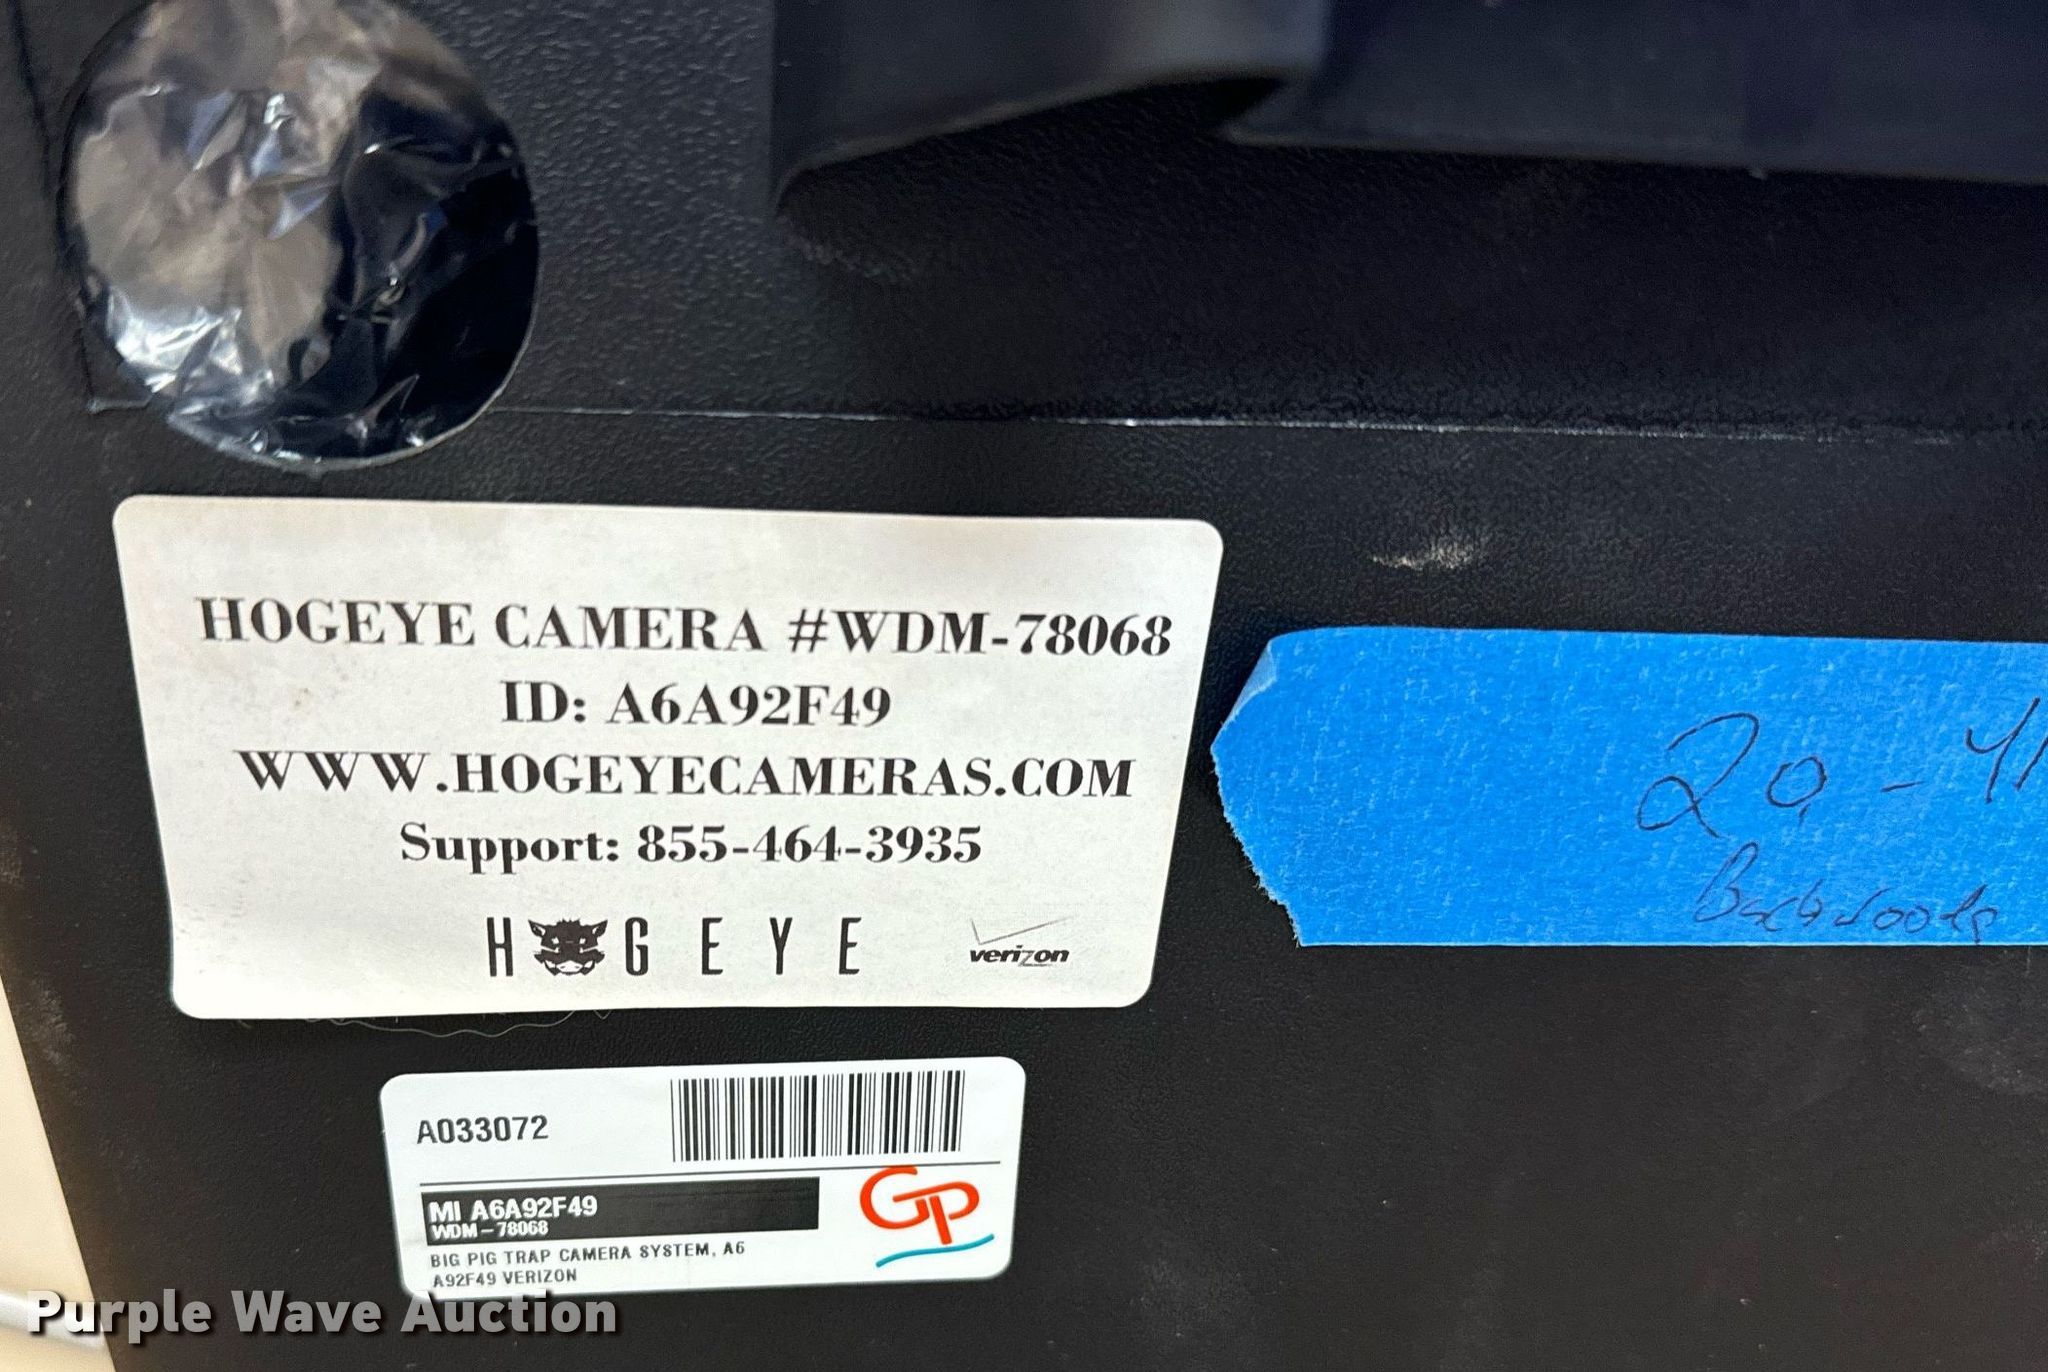 HOGEYE CAMERA #WDM-78068
ID: A6A92F49
WWW.HOGEYECAMERAS.COM
Support: 855-464-3935
HOGEYE
verizon
20-41
A033072
MI A6A92F49
WDM-78068
GP
BIG PIG TRAP CAMERA SYSTEM, A6
A92F49 VERIZON
Purple Wave Auction